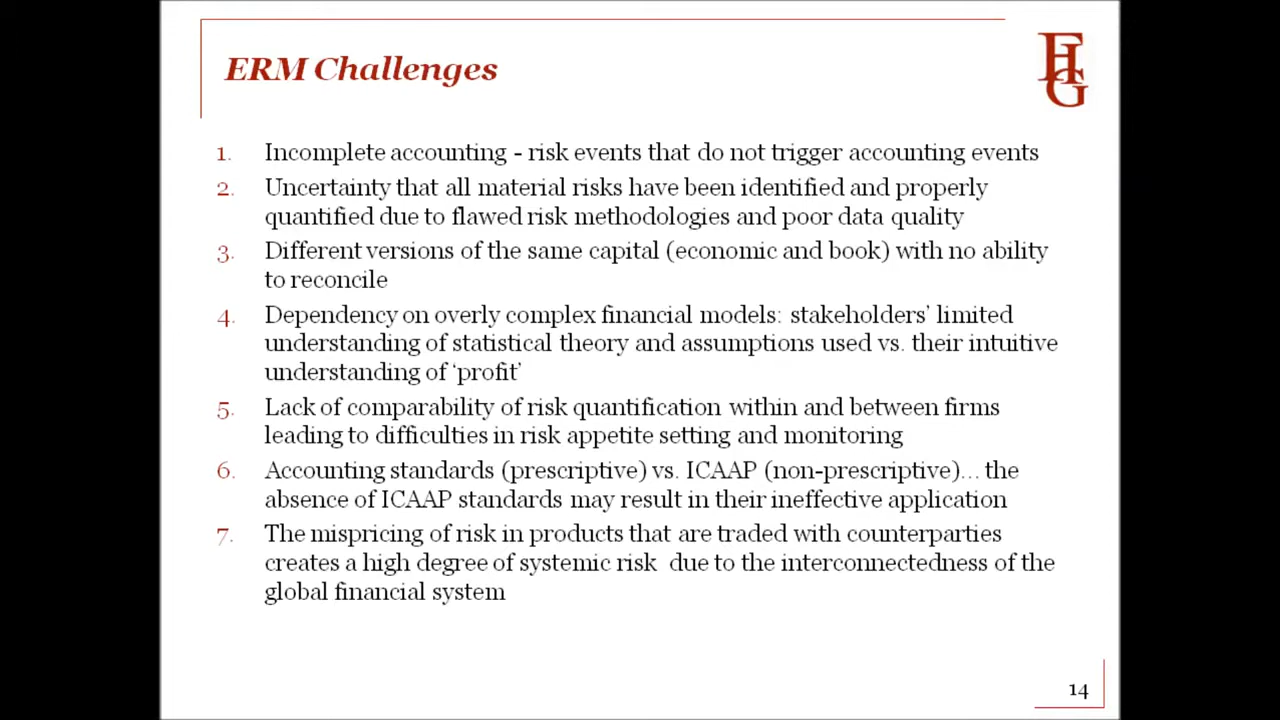 ERM Challenges
FHG
1. Incomplete accounting - risk events that do not trigger accounting events
2. Uncertainty that all material risks have been identified and properly
quantified due to flawed risk methodologies and poor data quality
3. Different versions of the same capital (economic and book) with no ability
to reconcile
4. Dependency on overly complex financial models: stakeholders’ limited
understanding of statistical theory and assumptions used vs. their intuitive
understanding of ‘profit’
5. Lack of comparability of risk quantification within and between firms
leading to difficulties in risk appetite setting and monitoring
6. Accounting standards (prescriptive) vs. ICAAP (non-prescriptive)... the
absence of ICAAP standards may result in their ineffective application
7. The mispricing of risk in products that are traded with counterparties
creates a high degree of systemic risk due to the interconnectedness of the
global financial system
14